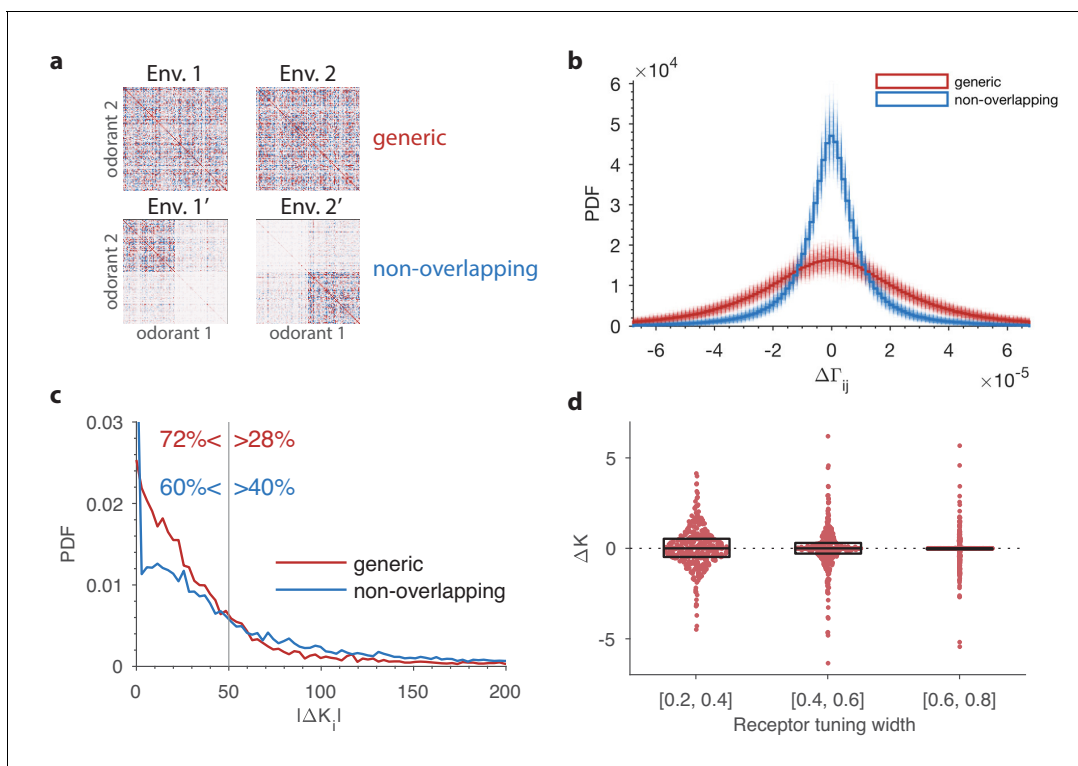 a
Env. 1 Env. 2
odorant 2
generic
Env. 1′ Env. 2′
odorant 2
non-overlapping
odorant 1 odorant 1
b
×10⁴
6
5
4
3
2
1
0
PDF
generic
non-overlapping
-6 -4 -2 0 2 4 6
ΔΓij
×10⁻⁵
c
0.03
0.02
0.01
0
PDF
72%< >28%
60%< >40%
generic
non-overlapping
0 50 100 150 200
|ΔKi|
d
5
0
-5
ΔK
[0.2, 0.4] [0.4, 0.6] [0.6, 0.8]
Receptor tuning width